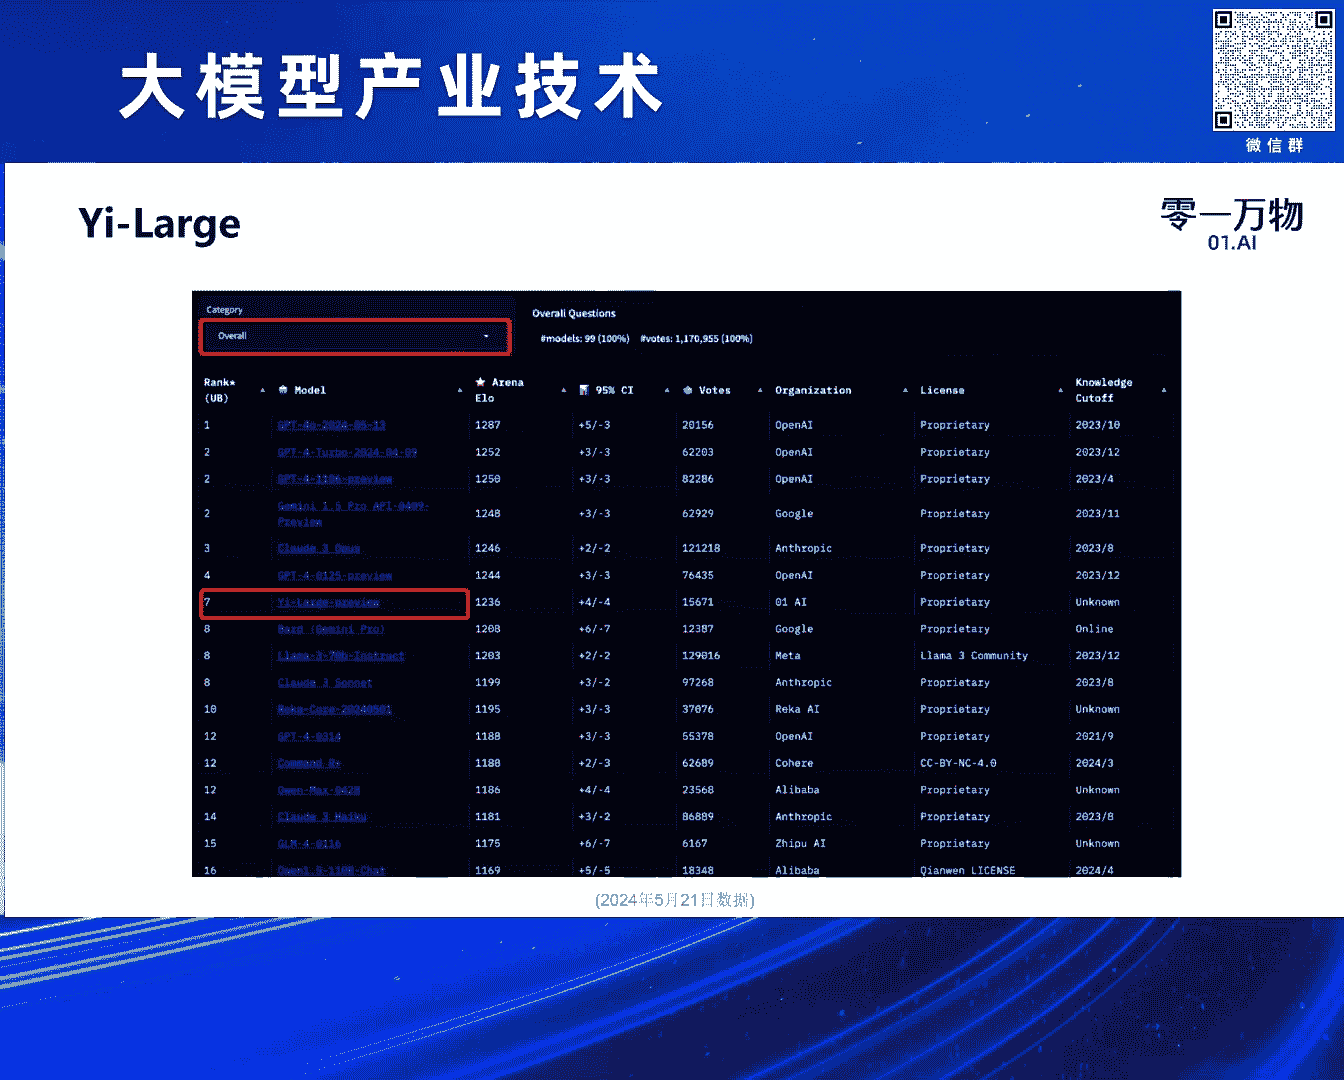 大模型产业技术
微信群
Yi-Large
零一万物
01.AI
Category
Overall
Overall Questions
#models: 99 (100%) #votes: 1,170,955 (100%)
Rank* (UB) Model Arena Elo 95% CI Votes Organization License Knowledge Cutoff
1 GPT-4o-2024-05-13 1287 +5/-3 20156 OpenAI Proprietary 2023/10
2 GPT-4-Turbo-2024-04-09 1252 +3/-3 62203 OpenAI Proprietary 2023/12
2 GPT-4-1106-preview 1250 +3/-3 82286 OpenAI Proprietary 2023/4
2 Gemini 1.5 Pro API-0409-Preview 1248 +3/-3 62929 Google Proprietary 2023/11
3 Claude 3 Opus 1246 +2/-2 121218 Anthropic Proprietary 2023/8
4 GPT-4-0125-preview 1244 +3/-3 76435 OpenAI Proprietary 2023/12
7 Yi-Large-preview 1236 +4/-4 15671 01 AI Proprietary Unknown
8 Bard (Gemini Pro) 1208 +6/-7 12387 Google Proprietary Online
8 Llama-3-70b-Instruct 1203 +2/-2 129016 Meta Llama 3 Community 2023/12
8 Claude 3 Sonnet 1199 +3/-2 97268 Anthropic Proprietary 2023/8
10 Reka-Core-20240501 1195 +3/-3 37076 Reka AI Proprietary Unknown
12 GPT-4-0314 1188 +3/-3 55378 OpenAI Proprietary 2021/9
12 Command R+ 1188 +2/-3 62689 Cohere CC-BY-NC-4.0 2024/3
12 Qwen-Max-0428 1186 +4/-4 23568 Alibaba Proprietary Unknown
14 Claude 3 Haiku 1181 +3/-2 86889 Anthropic Proprietary 2023/8
15 GLM-4-0116 1175 +6/-7 6167 Zhipu AI Proprietary Unknown
16 Qwen1.5-110B-Chat 1169 +5/-5 18348 Alibaba Qianwen LICENSE 2024/4
(2024年5月21日数据)